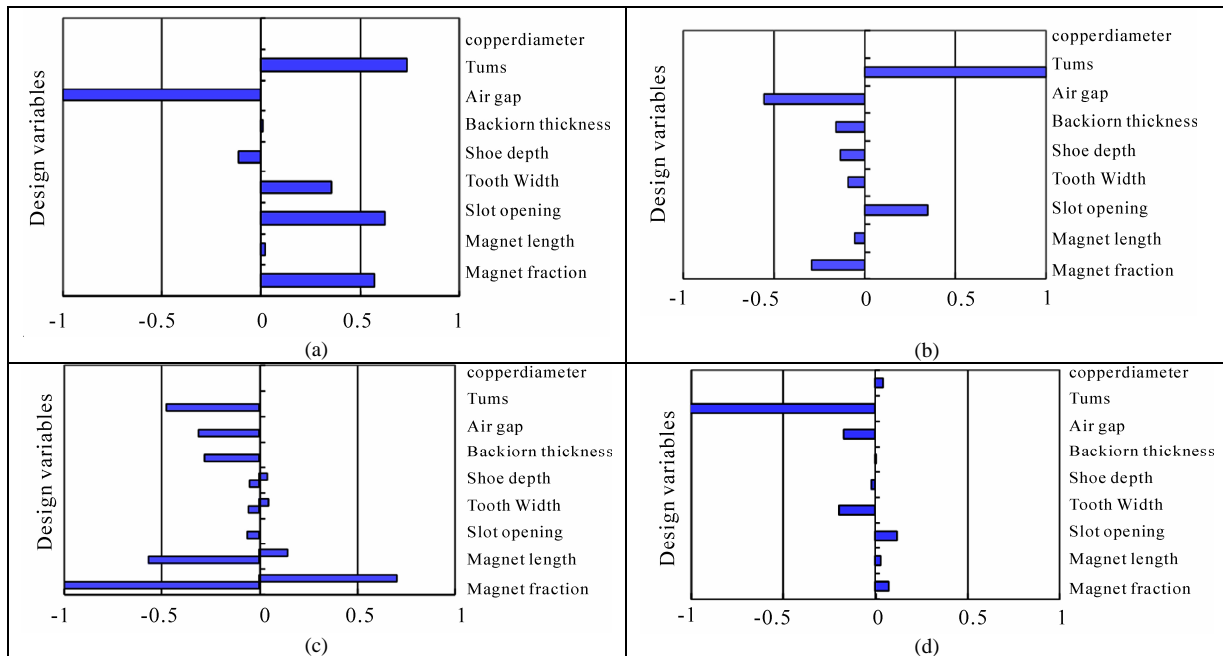 Design variables
copperdiameter
Tums
Air gap
Backiorn thickness
Shoe depth
Tooth Width
Slot opening
Magnet length
Magnet fraction
-1 -0.5 0 0.5 1
(a)
Design variables
copperdiameter
Tums
Air gap
Backiorn thickness
Shoe depth
Tooth Width
Slot opening
Magnet length
Magnet fraction
-1 -0.5 0 0.5 1
(b)
Design variables
copperdiameter
Tums
Air gap
Backiorn thickness
Shoe depth
Tooth Width
Slot opening
Magnet length
Magnet fraction
-1 -0.5 0 0.5 1
(c)
Design variables
copperdiameter
Tums
Air gap
Backiorn thickness
Shoe depth
Tooth Width
Slot opening
Magnet length
Magnet fraction
-1 -0.5 0 0.5 1
(d)